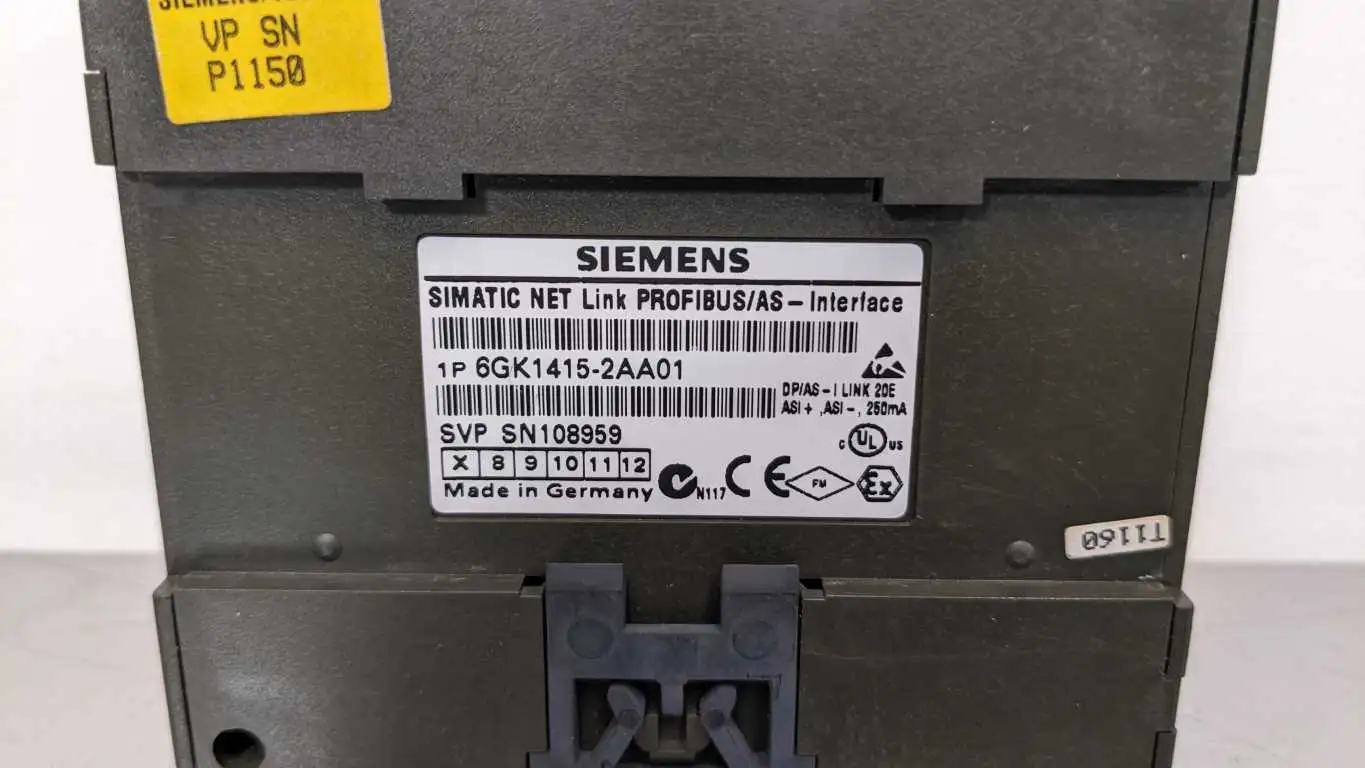 VP SN
P1150
SIEMENS
SIMATIC NET Link PROFIBUS/AS-Interface
1P 6GK1415-2AA01
DP/AS-I LINK 20E
ASI+ ,ASI-, 250mA
SVP SN108959
C UL US
X 8 9 10 11 12
Made in Germany
N117 CE FM Ex
T1160